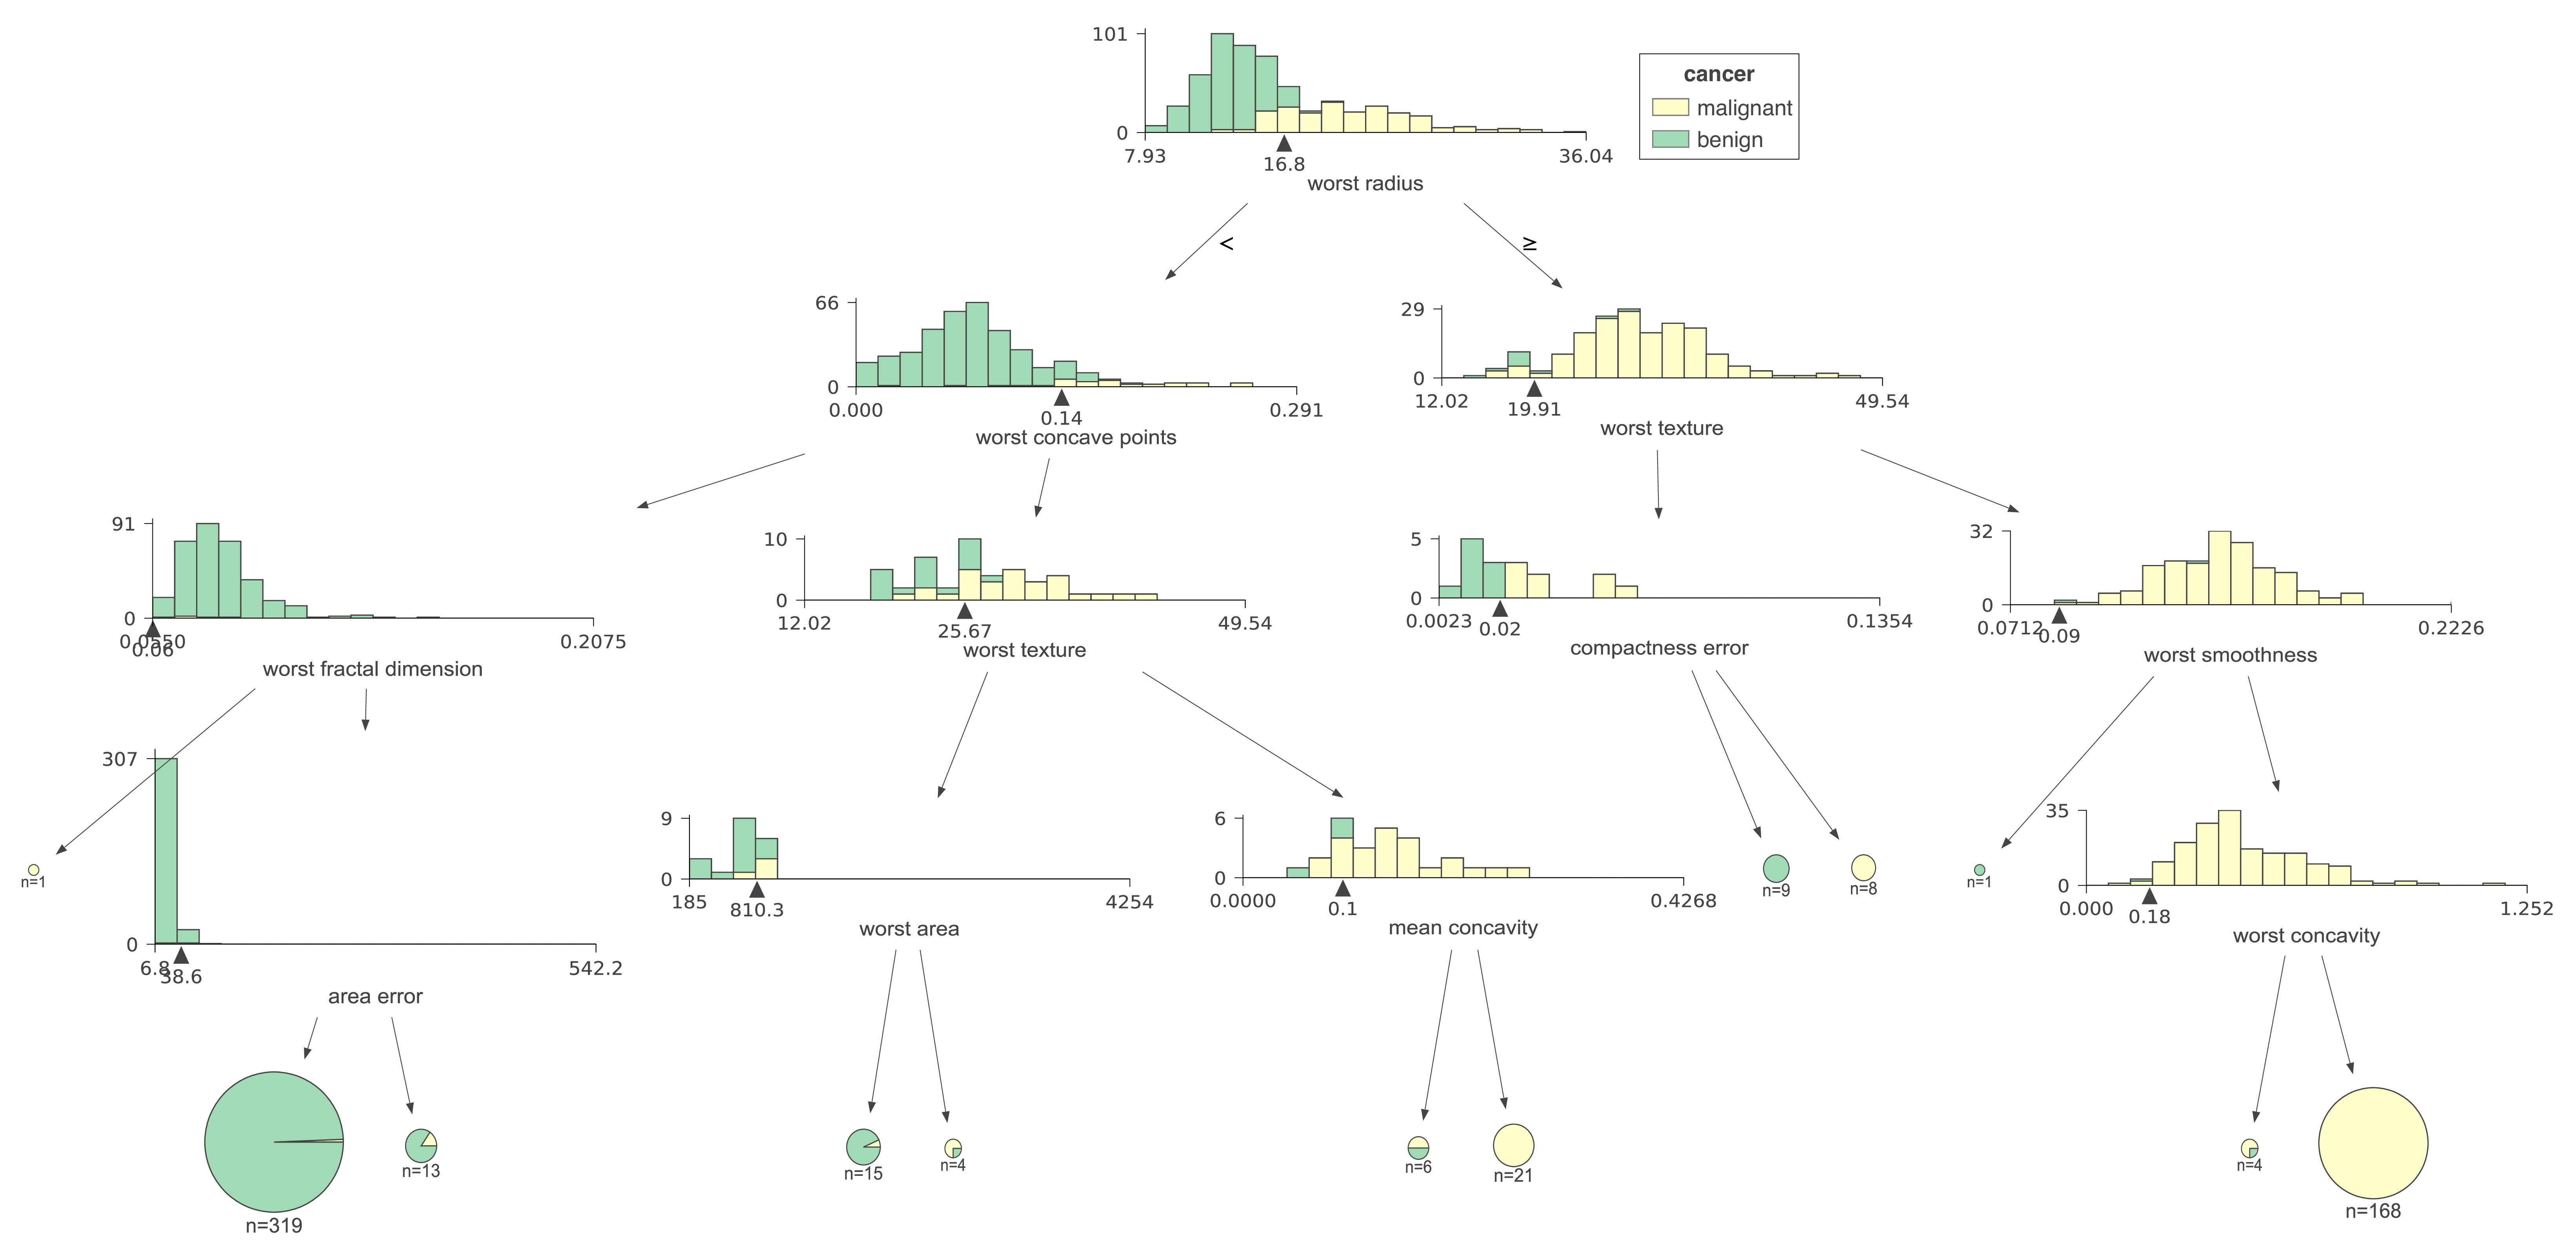 101
0
7.93
36.04
16.8
worst radius
cancer
malignant
benign
<
≥
66
0
0.000
0.291
0.14
worst concave points
29
0
12.02
49.54
19.91
worst texture
91
0
0.0550
0.2075
0.06
worst fractal dimension
10
0
12.02
49.54
25.67
worst texture
5
0
0.0023
0.1354
0.02
compactness error
32
0
0.0712
0.2226
0.09
worst smoothness
n=1
307
0
6.8
542.2
38.6
area error
9
0
185
4254
810.3
worst area
6
0
0.0000
0.4268
0.1
mean concavity
n=9
n=8
n=1
35
0
0.000
1.252
0.18
worst concavity
n=319
n=13
n=15
n=4
n=6
n=21
n=4
n=168